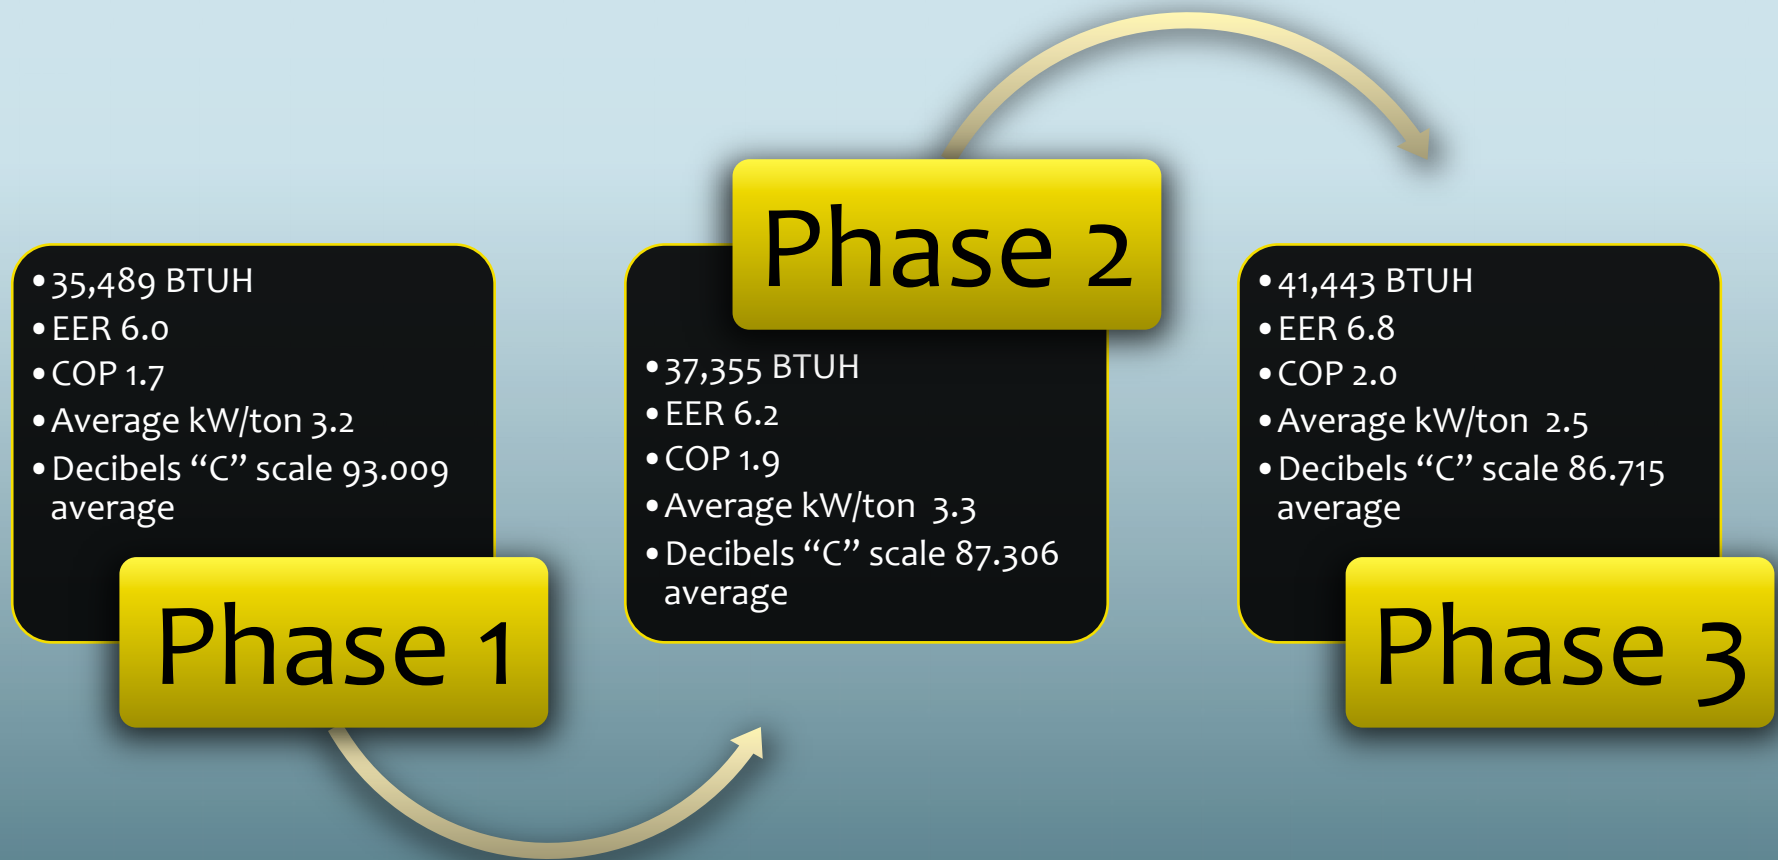 • 35,489 BTUH
• EER 6.0
• COP 1.7
• Average kW/ton 3.2
• Decibels “C” scale 93.009
average
Phase 1
Phase 2
• 37,355 BTUH
• EER 6.2
• COP 1.9
• Average kW/ton  3.3
• Decibels “C” scale 87.306
average
• 41,443 BTUH
• EER 6.8
• COP 2.0
• Average kW/ton  2.5
• Decibels “C” scale 86.715
average
Phase 3